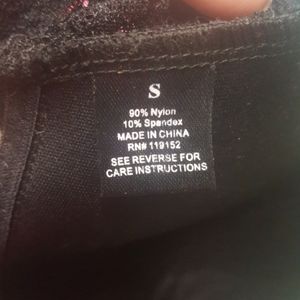 S
90% Nylon
10% Spandex
MADE IN CHINA
RN# 119152
SEE REVERSE FOR
CARE INSTRUCTIONS